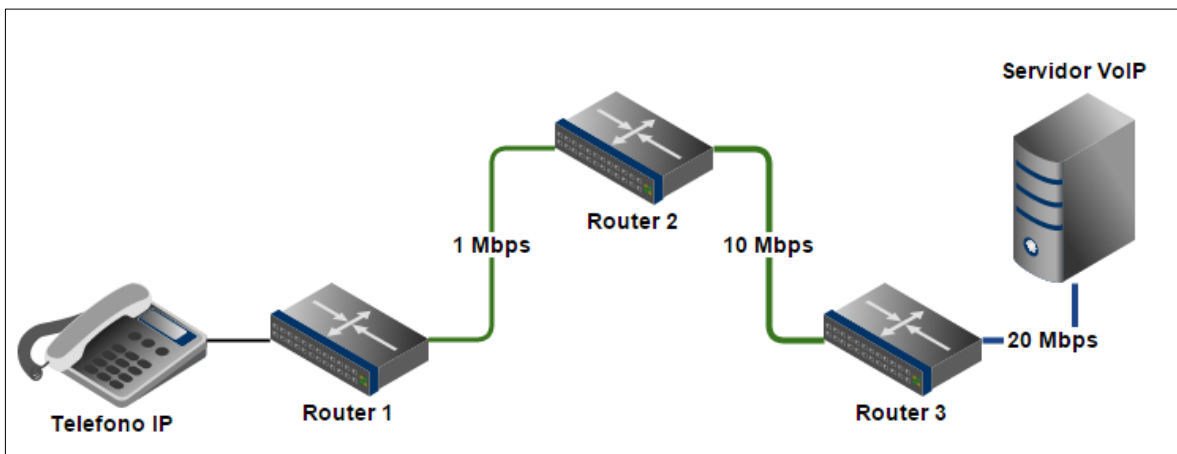 Servidor VoIP
Router 2
1 Mbps
10 Mbps
20 Mbps
Router 1
Router 3
Telefono IP